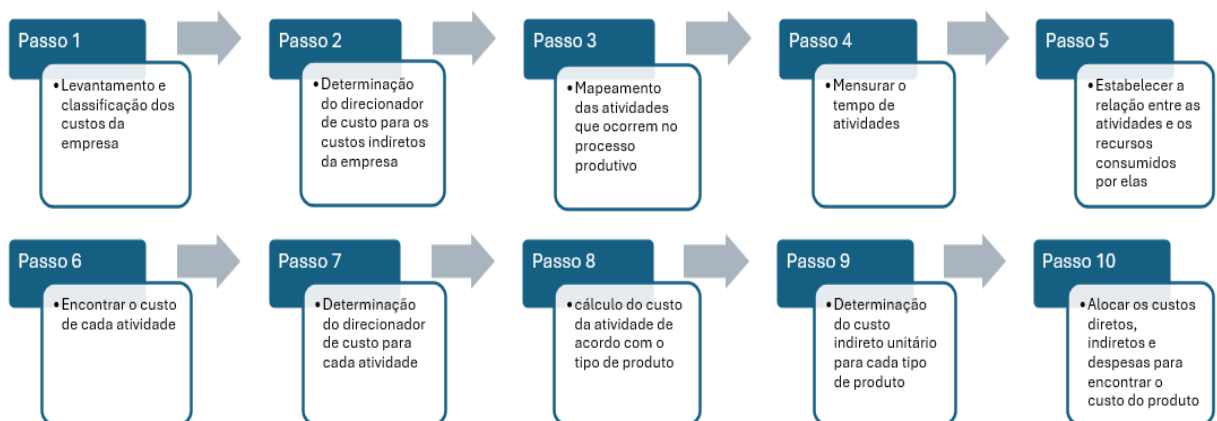 Passo 1
•Levantamento e
classificação dos
custos da
empresa
Passo 2
•Determinação
do direcionador
de custo para os
custos indiretos
da empresa
Passo 3
•Mapeamento
das atividades
que ocorrem no
processo
produtivo
Passo 4
•Mensurar o
tempo de
atividades
Passo 5
•Estabelecer a
relação entre as
atividades e os
recursos
consumidos
por elas
Passo 6
•Encontrar o custo
de cada atividade
Passo 7
•Determinação
do direcionador
de custo para
cada atividade
Passo 8
•cálculo do custo
da atividade de
acordo com o
tipo de produto
Passo 9
•Determinação
do custo
indireto unitário
para cada tipo
de produto
Passo 10
•Alocar os custos
diretos,
indiretos e
despesas para
encontrar o
custo do produto